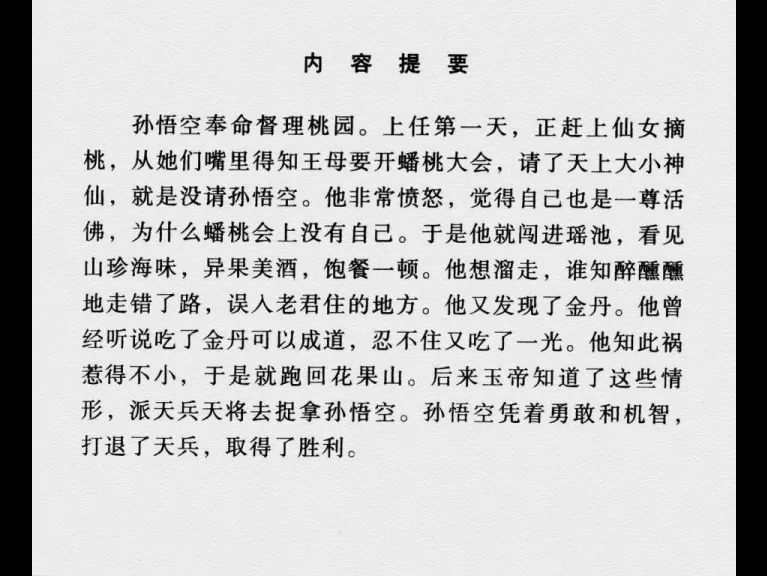 内容提要
孙悟空奉命督理桃园。上任第一天，正赶上仙女摘
桃，从她们嘴里得知王母要开蟠桃大会，请了天上大小神
仙，就是没请孙悟空。他非常愤怒，觉得自己也是一尊活
佛，为什么蟠桃会上没有自己。于是他就闯进瑶池，看见
山珍海味，异果美酒，饱餐一顿。他想溜走，谁知醉醺醺
地走错了路，误入老君住的地方。他又发现了金丹。他曾
经听说吃了金丹可以成道，忍不住又吃了一光。他知此祸
惹得不小，于是就跑回花果山。后来玉帝知道了这些情
形，派天兵天将去捉拿孙悟空。孙悟空凭着勇敢和机智，
打退了天兵，取得了胜利。